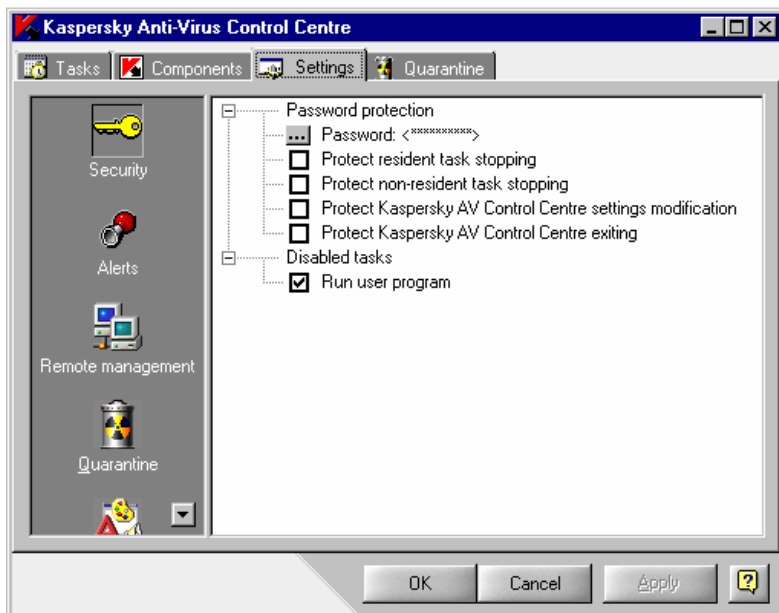 Kaspersky Anti-Virus Control Centre
Tasks
Components
Settings
Quarantine
Security
Alerts
Remote management
Quarantine
Password protection
... Password: <**********>
Protect resident task stopping
Protect non-resident task stopping
Protect Kaspersky AV Control Centre settings modification
Protect Kaspersky AV Control Centre exiting
Disabled tasks
Run user program
OK
Cancel
Apply
?